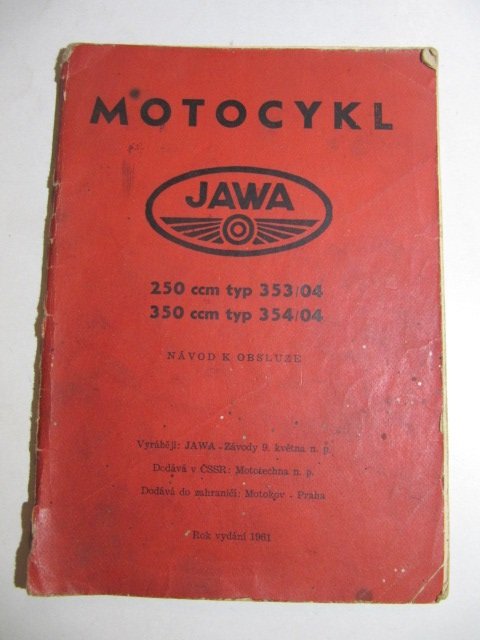 MOTOCYKL
JAWA
250 ccm typ 353/04
350 ccm typ 354/04
NÁVOD K OBSLUZE
Vyrábějí: JAWA - Závody 9. května n. p.
Dodává v ČSSR: Mototechna n. p.
Dodává do zahraničí: Motokov - Praha
Rok vydání 1961